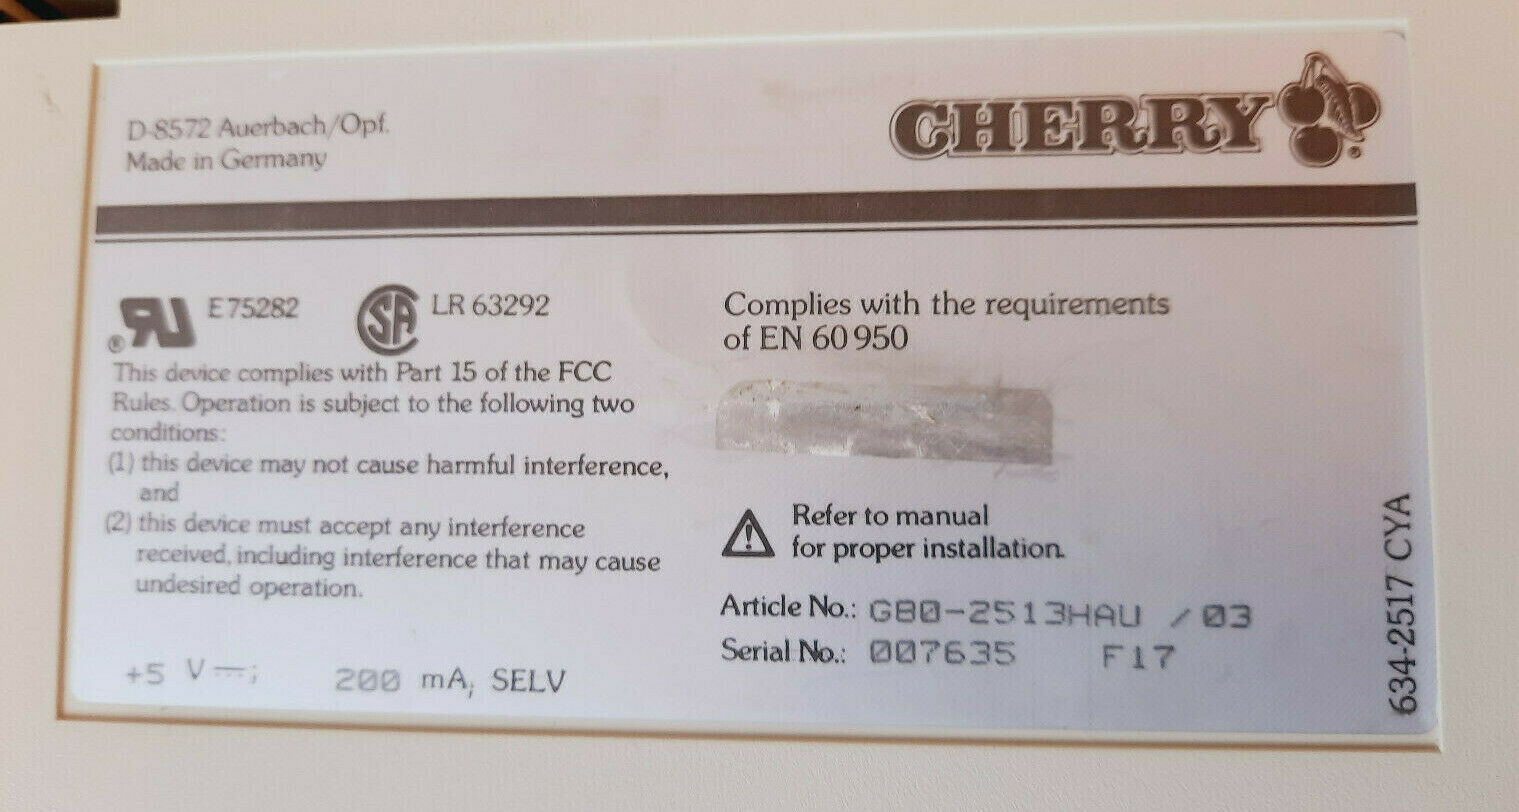 D-8572 Auerbach/Opf.
Made in Germany
CHERRY
®
RU ®
E 75282
SA
LR 63292
This device complies with Part 15 of the FCC
Rules. Operation is subject to the following two
conditions:
(1) this device may not cause harmful interference,
and
(2) this device must accept any interference
received, including interference that may cause
undesired operation.
+5 V⎓; 200 mA, SELV
Complies with the requirements
of EN 60 950
Refer to manual
for proper installation.
Article No.: G80-2513HAU /03
Serial No.: 007635 F17
634-2517 CYA